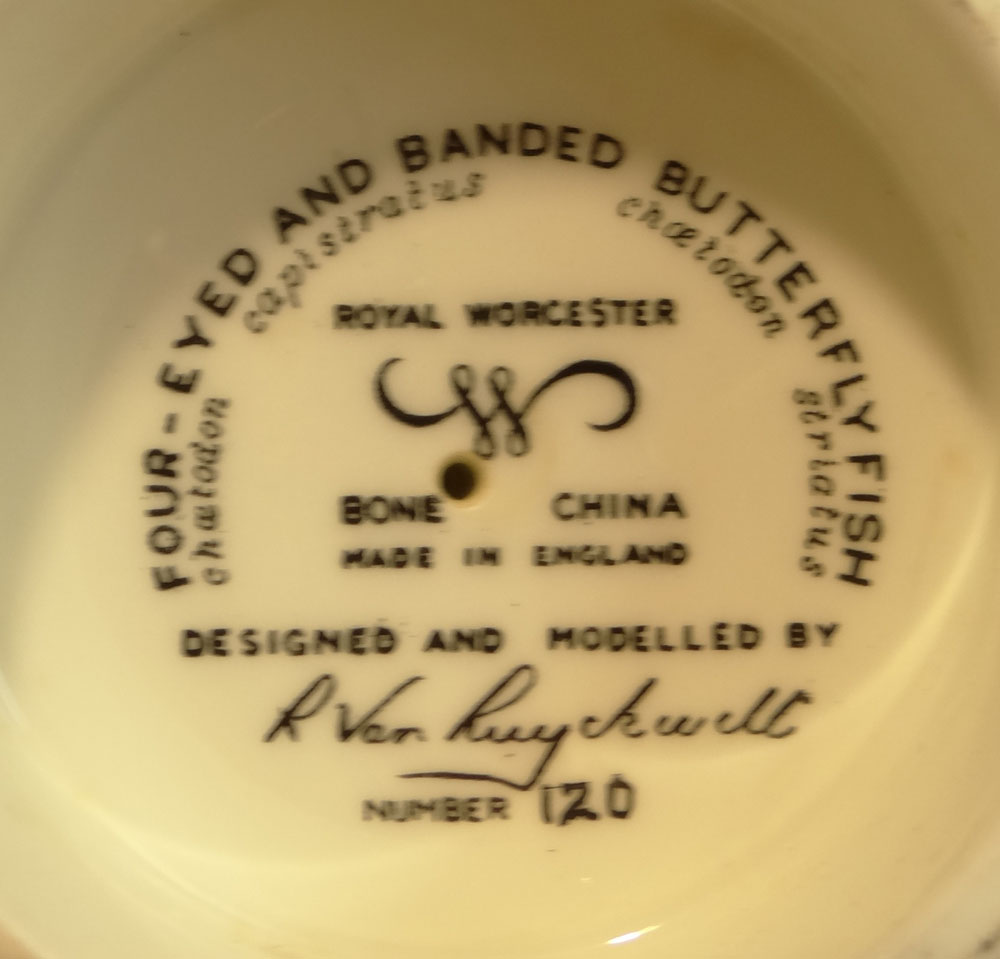 FOUR-EYED AND BANDED BUTTERFLY FISH
chætodon capistratus chætodon striatus
ROYAL WORCESTER
W
BONE CHINA
MADE IN ENGLAND
DESIGNED AND MODELLED BY
R Van Ruyckevelt
NUMBER 120